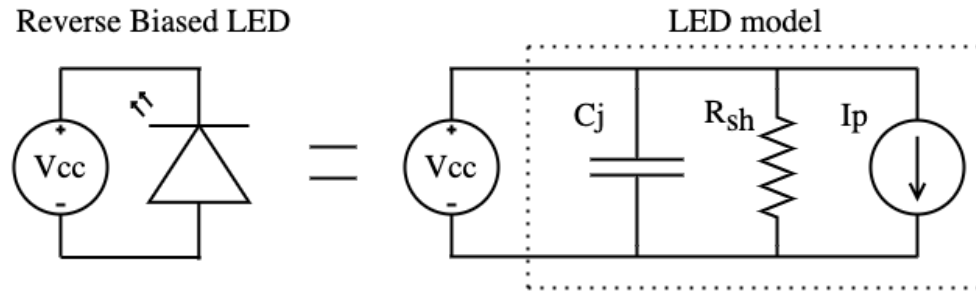 Reverse Biased LED
LED model
+
Vcc
-
=
+
Vcc
-
Cj
Rsh
Ip